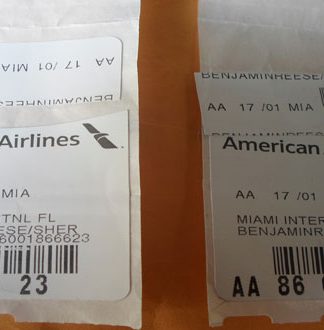 AA 17 /01 MIA
BENJAMINREESE/
Airlines
MIA
TNL FL
ESE/SHER
6001866623
23
BENJAMINREESE/
AA 17 /01 MIA
American
AA 17 /01
MIAMI INTER
BENJAMINR
AA 86